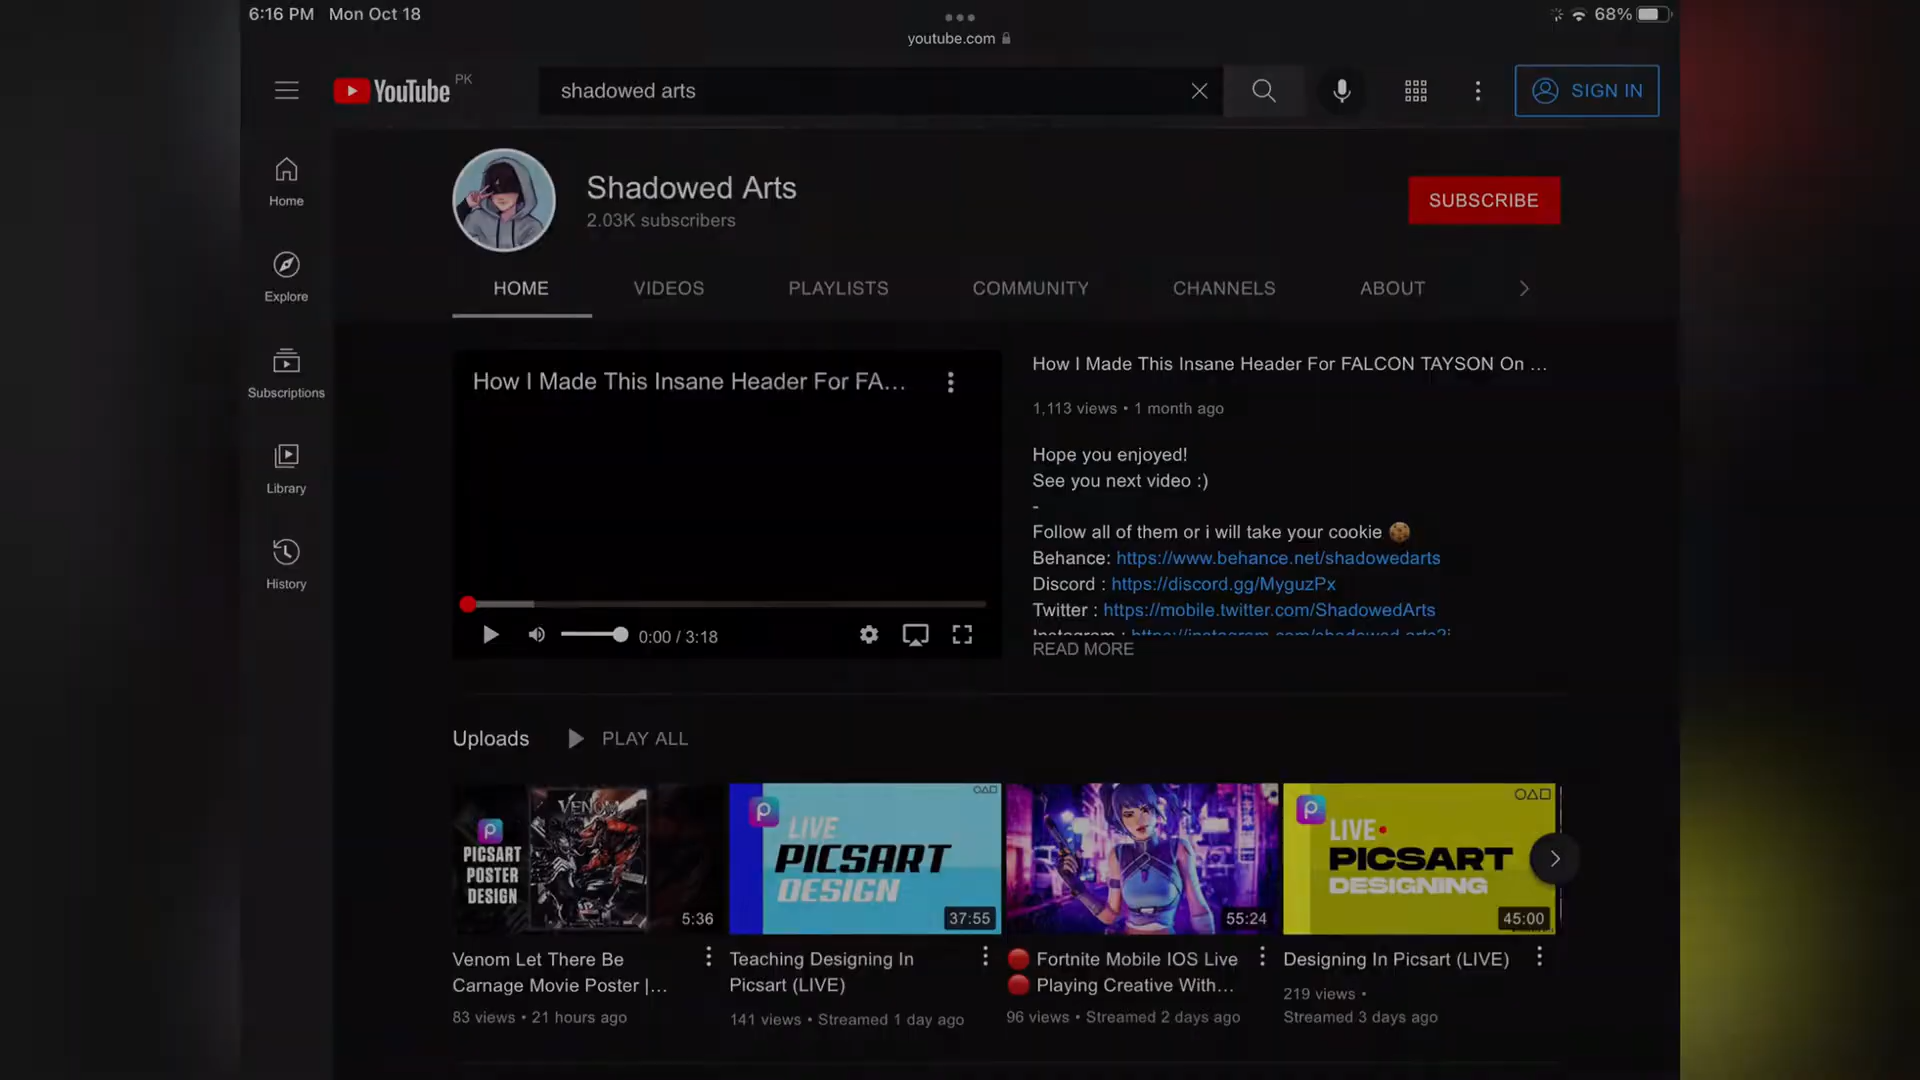 6:16 PM Mon Oct 18
68%
youtube.com
YouTube PK
shadowed arts
SIGN IN
Home
Explore
Subscriptions
Library
History
Shadowed Arts
2.03K subscribers
SUBSCRIBE
HOME
VIDEOS
PLAYLISTS
COMMUNITY
CHANNELS
ABOUT
How I Made This Insane Header For FA...
0:00 / 3:18
How I Made This Insane Header For FALCON TAYSON On ...
1,113 views • 1 month ago
Hope you enjoyed!
See you next video :)
-
Follow all of them or i will take your cookie 🍪
Behance: https://www.behance.net/shadowedarts
Discord : https://discord.gg/MyguzPx
Twitter : https://mobile.twitter.com/ShadowedArts
Instagram : https://instagram.com/shadowed.arts?i
READ MORE
Uploads
PLAY ALL
VENOM
PICSART
POSTER
DESIGN
5:36
LIVE
PICSART
DESIGN
37:55
55:24
LIVE
PICSART
DESIGNING
45:00
Venom Let There Be
Carnage Movie Poster |...
83 views • 21 hours ago
Teaching Designing In
Picsart (LIVE)
141 views • Streamed 1 day ago
🔴 Fortnite Mobile IOS Live
🔴 Playing Creative With...
96 views • Streamed 2 days ago
Designing In Picsart (LIVE)
219 views •
Streamed 3 days ago